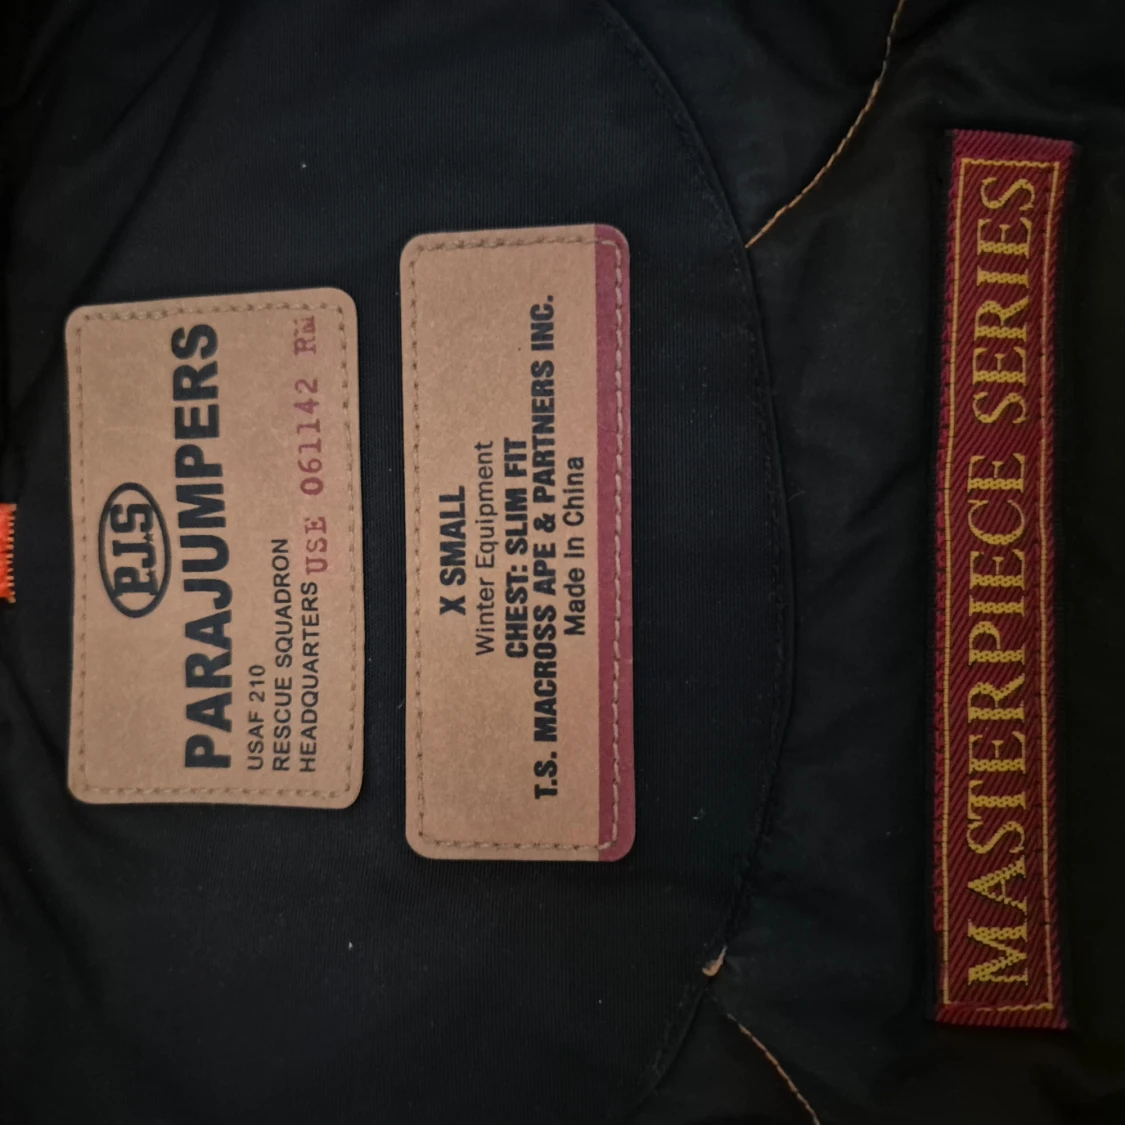 PJS
PARAJUMPERS
USAF 210
RESCUE SQUADRON
HEADQUARTERS
USE 061142
X SMALL
Winter Equipment
CHEST: SLIM FIT
T.S. MACROSS APE & PARTNERS INC.
Made In China
MASTERPIECE SERIES